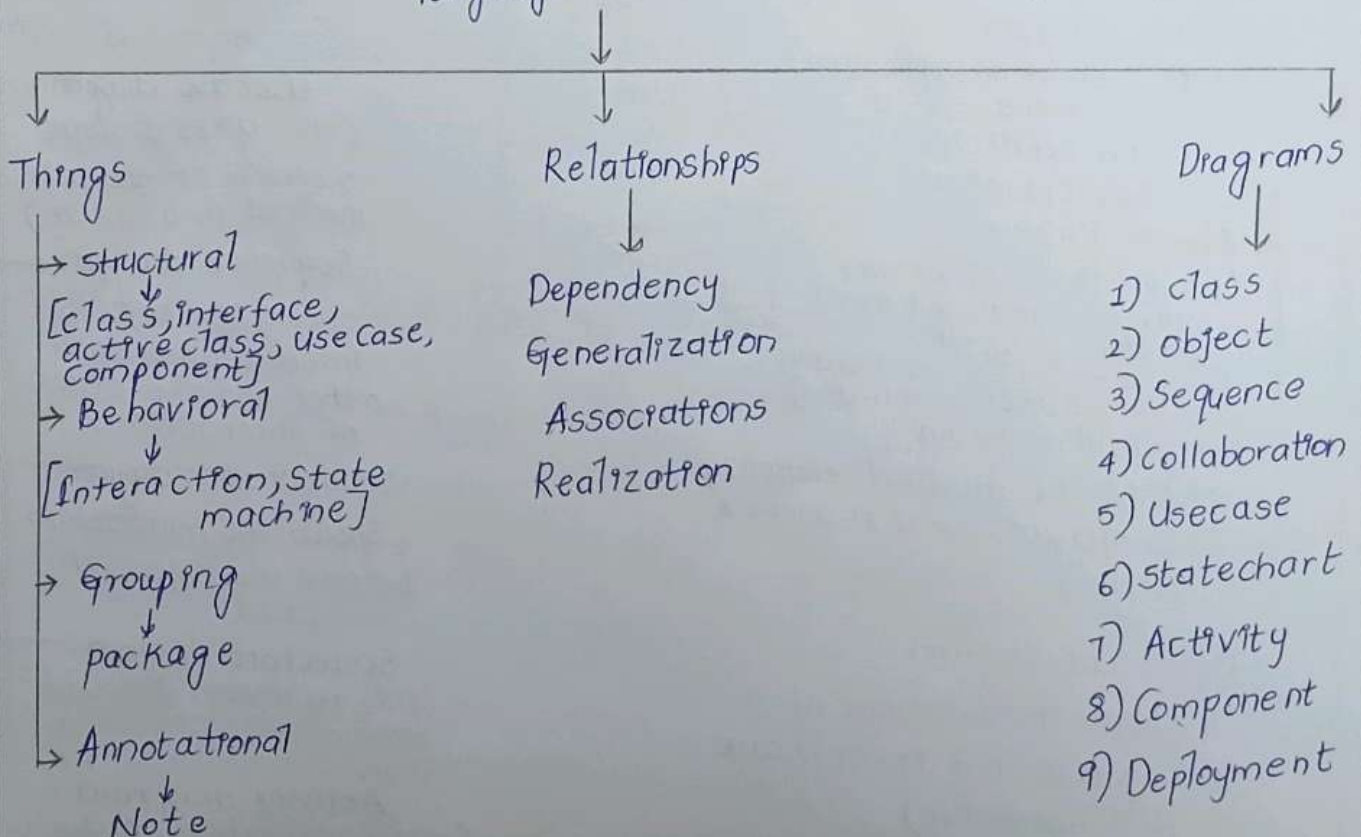 Things
Relationships
Diagrams
→ Structural
[class, interface,
active class, use case,
component]
→ Behavioral
[Interaction, State
machine]
→ Grouping
package
→ Annotational
Note
Dependency
Generalization
Associations
Realization
1) class
2) object
3) Sequence
4) Collaboration
5) Usecase
6) Statechart
7) Activity
8) Component
9) Deployment